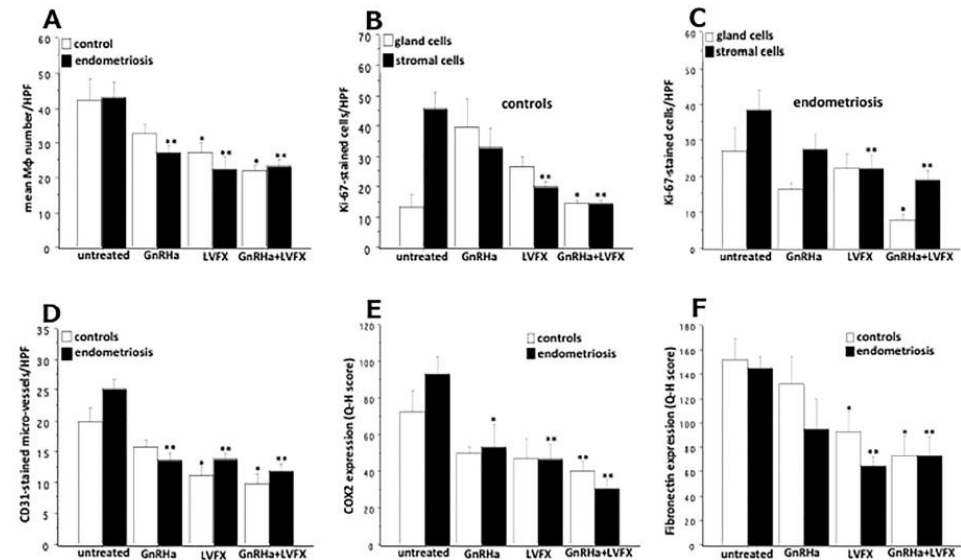 A
mean Mϕ number/HPF
60
50
40
30
20
10
0
control
endometriosis
**
*
**
*
**
untreated GnRHa LVFX GnRHa+LVFX
B
Ki-67-stained cells/HPF
70
60
50
40
30
20
10
0
gland cells
stromal cells
controls
**
*
**
untreated GnRHa LVFX GnRHa+LVFX
C
Ki-67-stained cells/HPF
60
50
40
30
20
10
0
gland cells
stromal cells
endometriosis
**
*
**
untreated GnRHa LVFX GnRHa+LVFX
D
CD31-stained micro-vessels/HPF
35
30
25
20
15
10
5
0
controls
endometriosis
**
*
**
*
**
untreated GnRHa LVFX GnRHa+LVFX
E
COX2 expression (Q-H score)
120
100
80
60
40
20
0
controls
endometriosis
*
**
**
**
untreated GnRHa LVFX GnRHa+LVFX
F
Fibronectin expression (Q-H score)
180
160
140
120
100
80
60
40
20
0
controls
endometriosis
*
**
*
**
untreated GnRHa LVFX GnRHa+LVFX